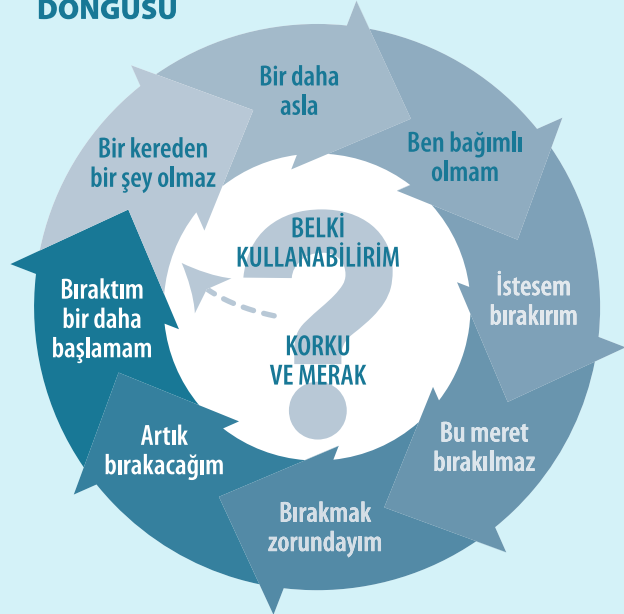 DÖNGÜSÜ
Bir daha
asla
Ben bağımlı
olmam
İstesem
bırakırım
Bu meret
bırakılmaz
Bırakmak
zorundayım
Artık
bırakacağım
Bıraktım
bir daha
başlamam
Bir kereden
bir şey olmaz
BELKİ
KULLANABİLİRİM
KORKU
VE MERAK